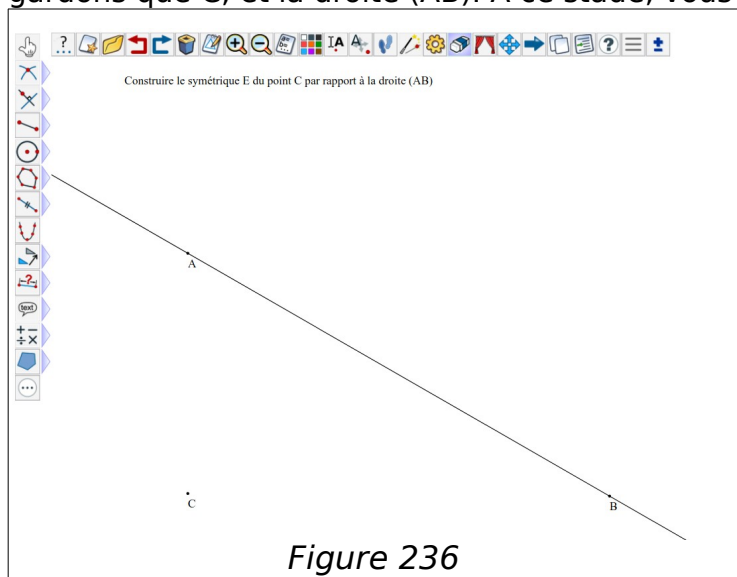 gardons que C, et la droite (AB). A ce stade, vous
Construire le symétrique E du point C par rapport à la droite (AB)
A
C
B
text
Figure 236